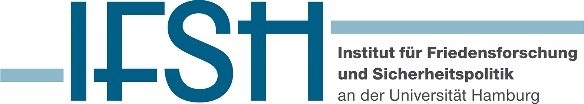 IFSH
Institut für Friedensforschung
und Sicherheitspolitik
an der Universität Hamburg